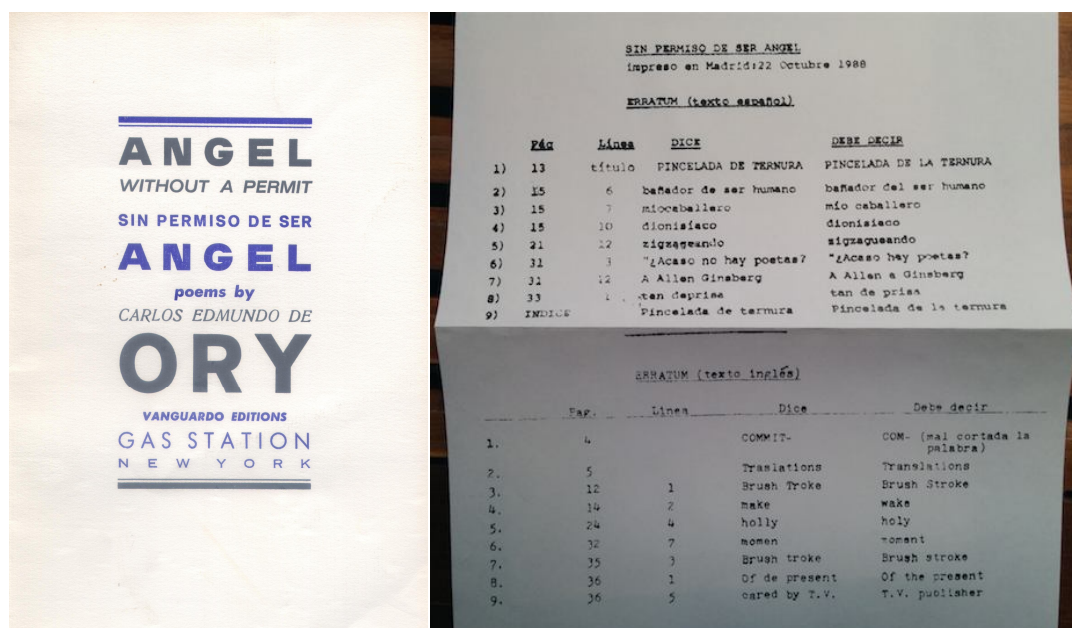 ANGEL
WITHOUT A PERMIT
SIN PERMISO DE SER
ANGEL
poems by
CARLOS EDMUNDO DE
ORY
VANGUARDO EDITIONS
GAS STATION
NEW YORK
SIN PERMISO DE SER ANGEL
impreso en Madrid:22 Octubre 1988
ERRATUM (texto español)
Pág Línea DICE DEBE DECIR
1) 13 título PINCELADA DE TERNURA PINCELADA DE LA TERNURA
2) 15 6 bañador de ser humano bañador del ser humano
3) 15 7 miocaballero mío caballero
4) 15 10 dionisíaco dionisiaco
5) 21 12 zigzageando zigzagueando
6) 31 3 "¿Acaso no hay poetas? "¿Acaso hay poetas?
7) 31 12 A Allen Ginsberg A Allen a Ginsberg
8) 33 1 tan deprisa tan de prisa
9) INDICE Pincelada de ternura Pincelada de la ternura
ERRATUM (texto inglés)
Pag. Linea Dice Debe decir
1. 4 COMMIT- COM- (mal cortada la
palabra)
2. 5 Traslations Translations
3. 12 1 Brush Troke Brush Stroke
4. 14 2 make wake
5. 24 4 holly holy
6. 32 7 momen moment
7. 35 3 Brush troke Brush stroke
8. 36 1 Of de present Of the present
9. 36 5 cared by T.V. T.V. publisher